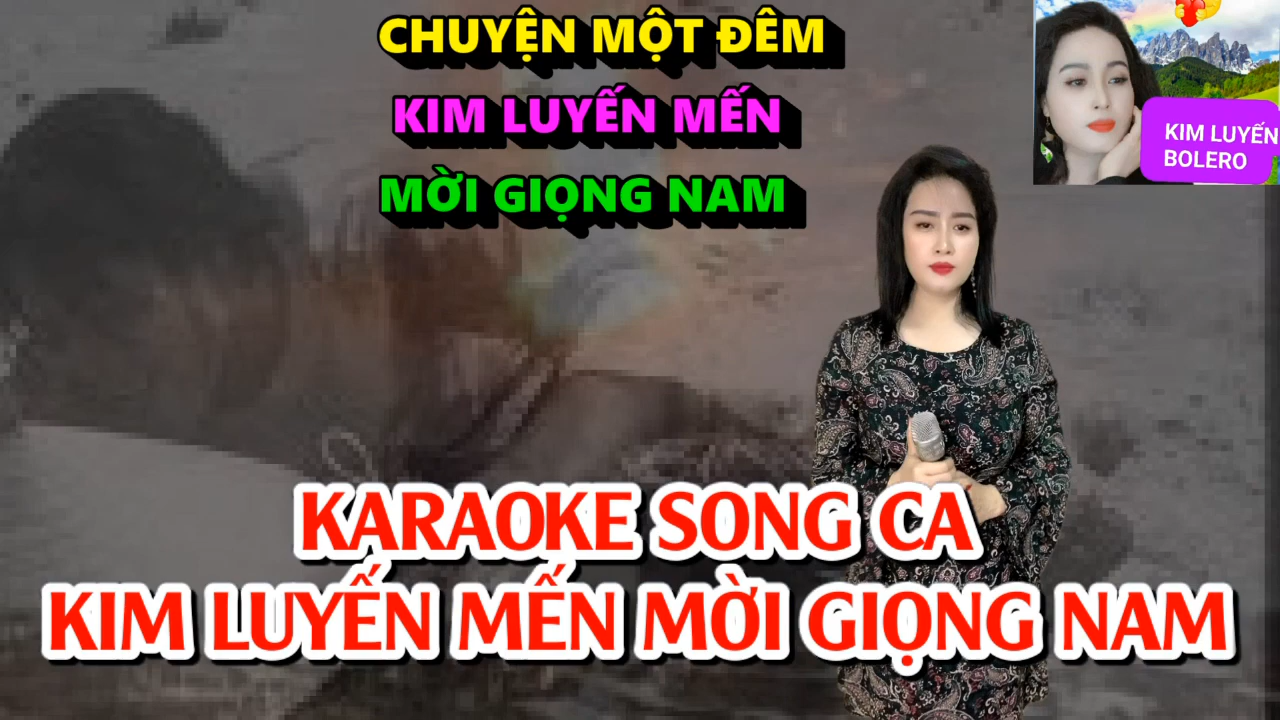 CHUYỆN MỘT ĐÊM
KIM LUYẾN MẾN
MỜI GIỌNG NAM
KIM LUYẾN
BOLERO
KARAOKE SONG CA
KIM LUYẾN MẾN MỜI GIỌNG NAM